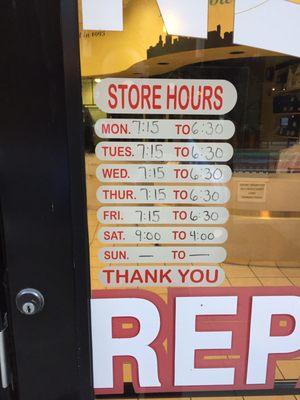 STORE HOURS
MON. 7:15 TO 6:30
TUES. 7:15 TO 6:30
WED. 7:15 TO 6:30
THUR. 7:15 TO 6:30
FRI. 7:15 TO 6:30
SAT. 9:00 TO 4:00
SUN. — TO —
THANK YOU
REP